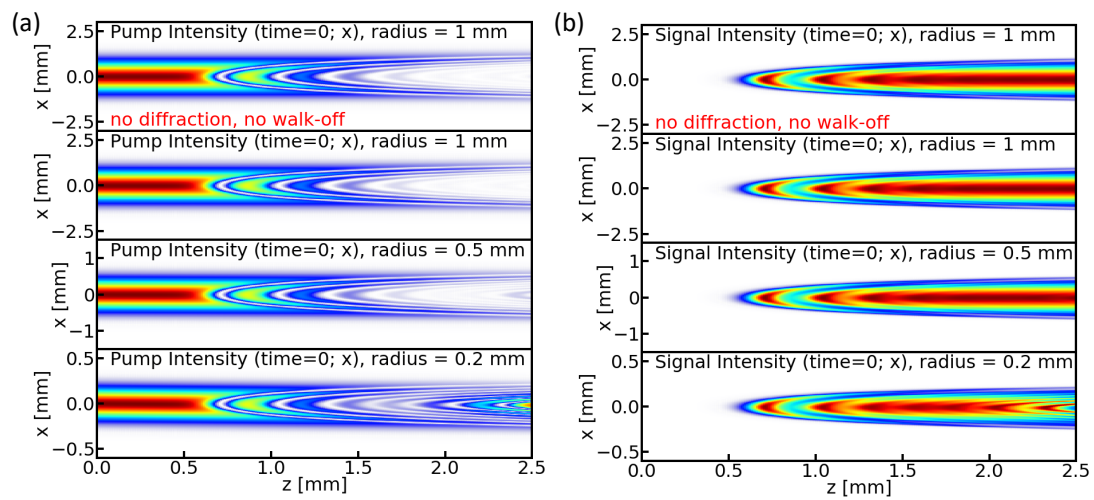 (a)
Pump Intensity (time=0; x), radius = 1 mm
no diffraction, no walk-off
2.5
0.0
−2.5
x [mm]
Pump Intensity (time=0; x), radius = 1 mm
2.5
0.0
−2.5
x [mm]
Pump Intensity (time=0; x), radius = 0.5 mm
1
0
−1
x [mm]
Pump Intensity (time=0; x), radius = 0.2 mm
0.5
0.0
−0.5
x [mm]
0.0 0.5 1.0 1.5 2.0 2.5
z [mm]
(b)
Signal Intensity (time=0; x), radius = 1 mm
no diffraction, no walk-off
2.5
0.0
−2.5
x [mm]
Signal Intensity (time=0; x), radius = 1 mm
2.5
0.0
−2.5
x [mm]
Signal Intensity (time=0; x), radius = 0.5 mm
1
0
−1
x [mm]
Signal Intensity (time=0; x), radius = 0.2 mm
0.5
0.0
−0.5
x [mm]
0.0 0.5 1.0 1.5 2.0 2.5
z [mm]